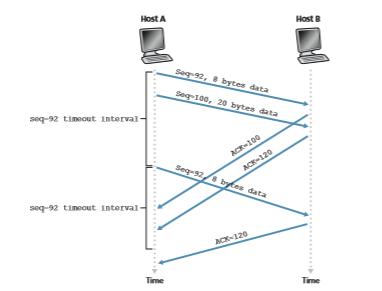 Host A
Host B
Seq=92, 8 bytes data
Seq=100, 20 bytes data
seq=92 timeout interval
ACK=100
ACK=120
Seq=92, 8 bytes data
seq=92 timeout interval
ACK=120
Time
Time